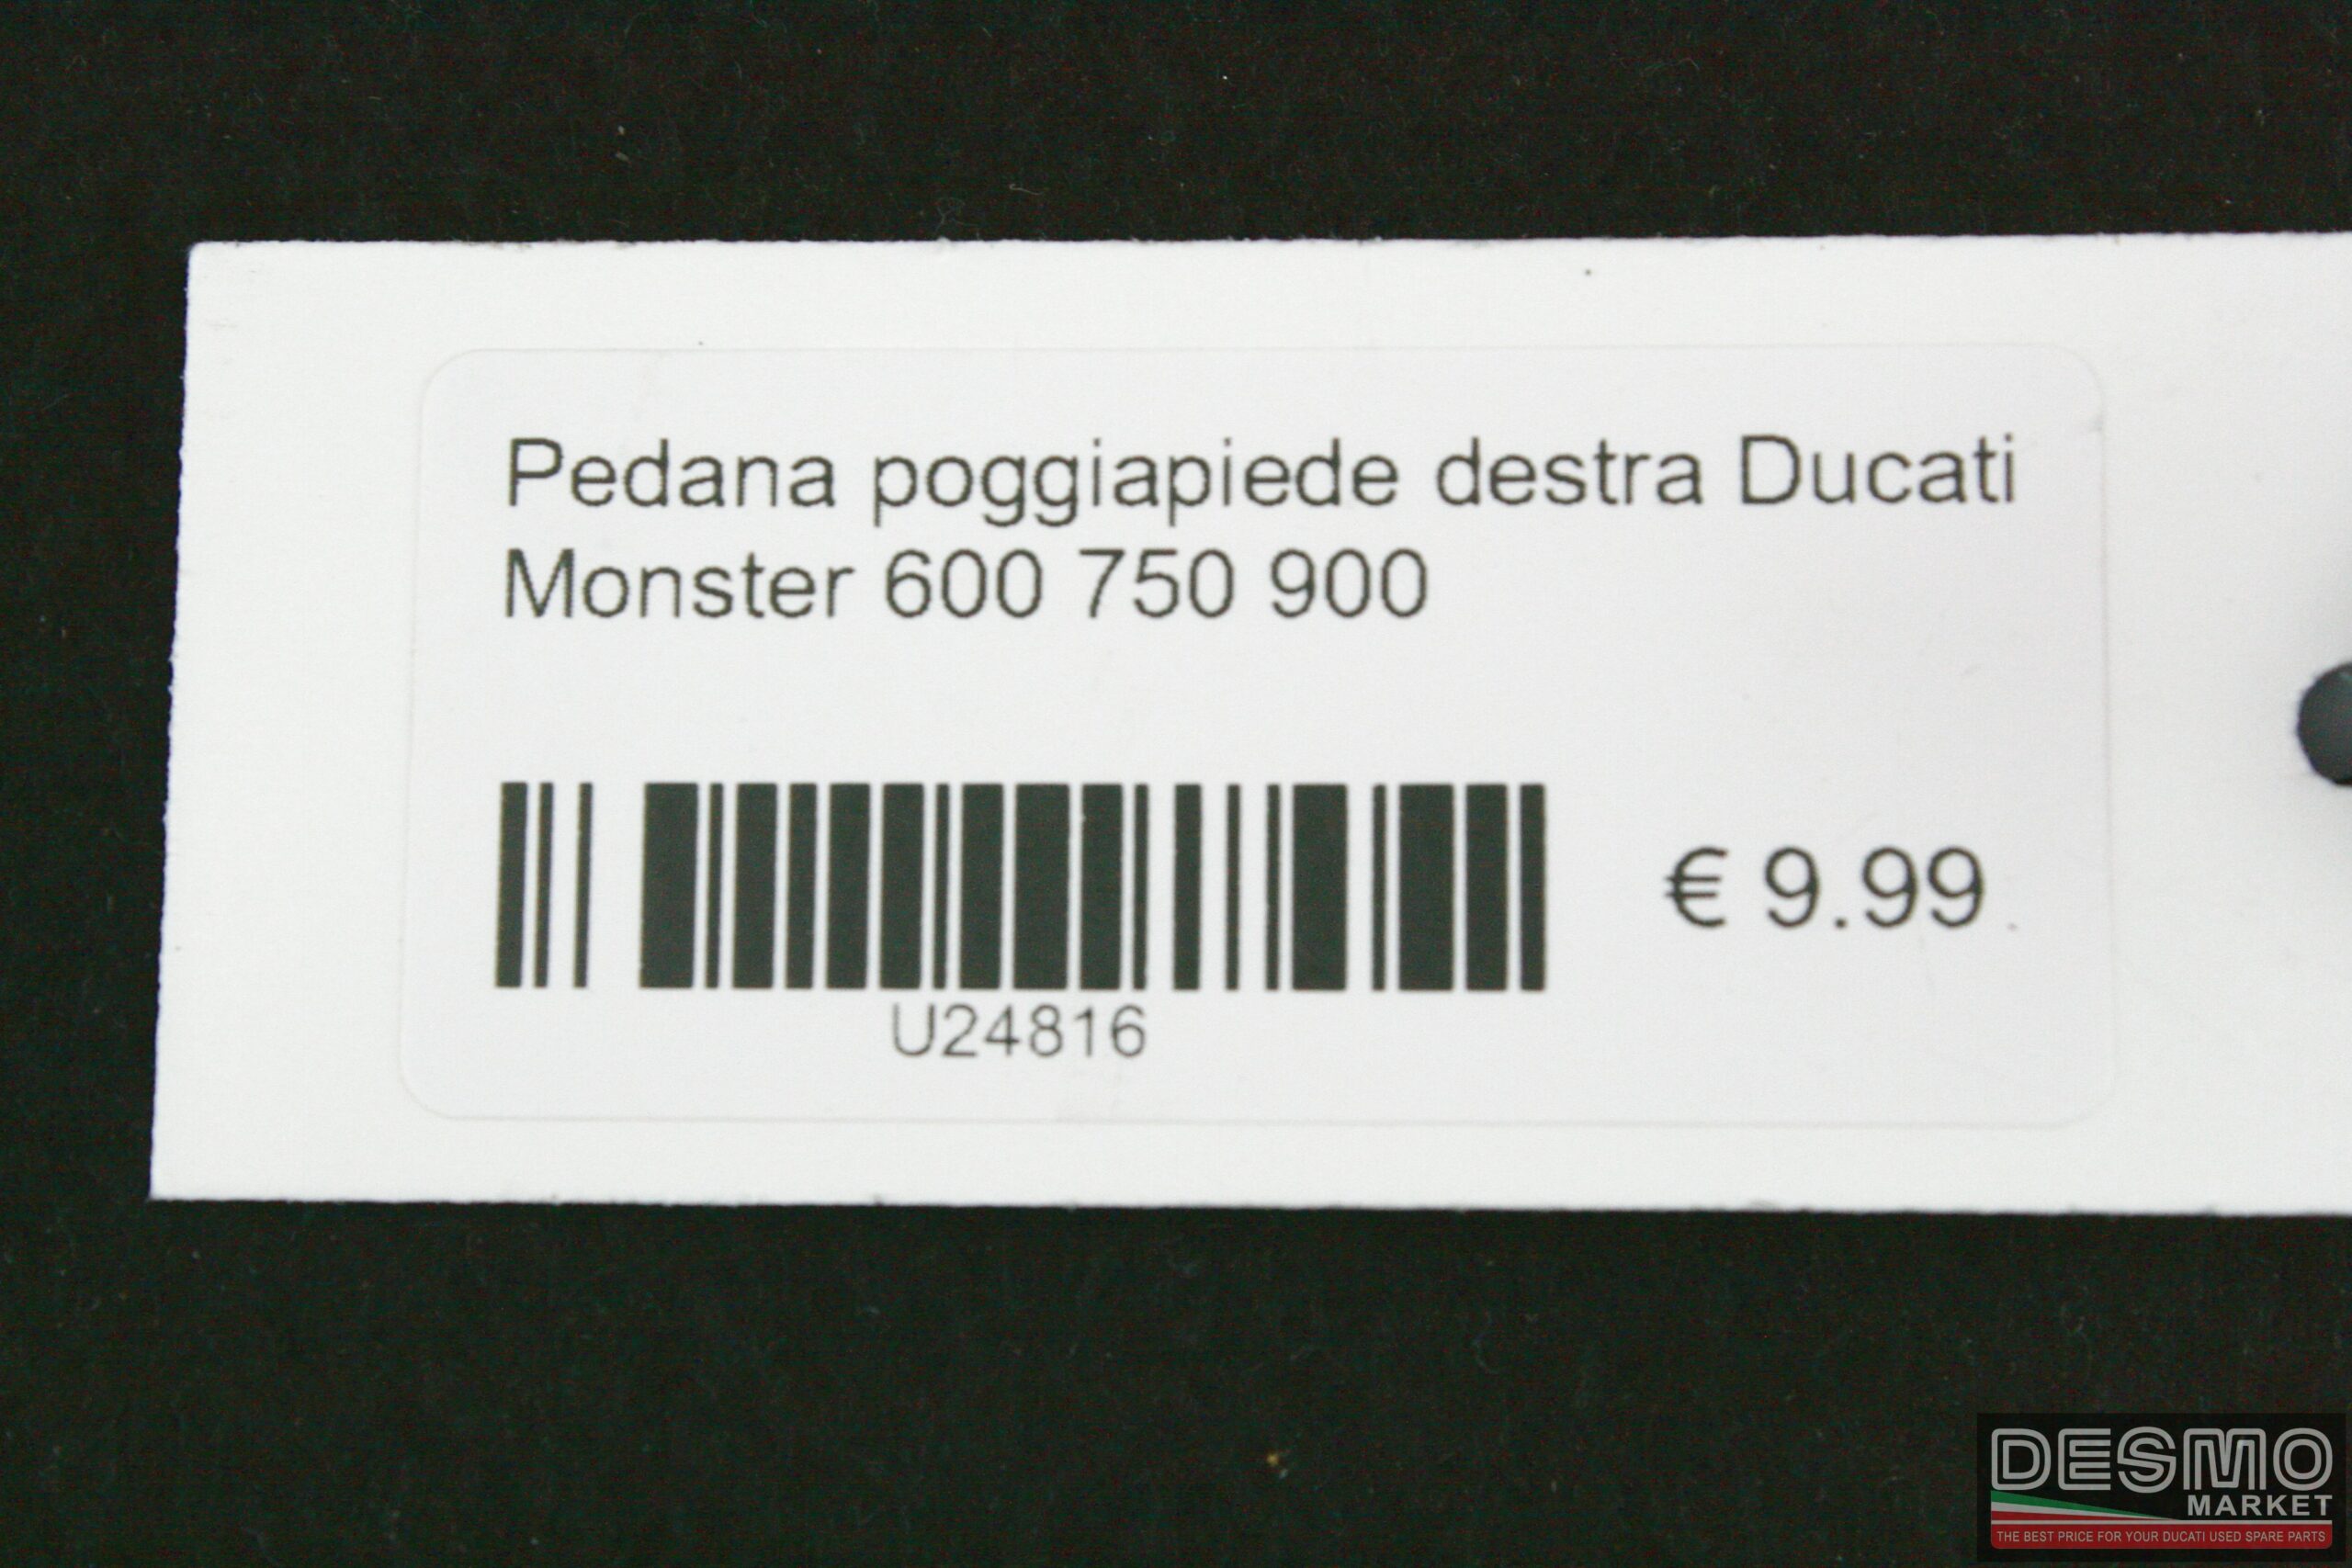 Pedana poggiapiede destra Ducati
Monster 600 750 900
€ 9.99
U24816
DESMO
MARKET
THE BEST PRICE FOR YOUR DUCATI USED SPARE PARTS